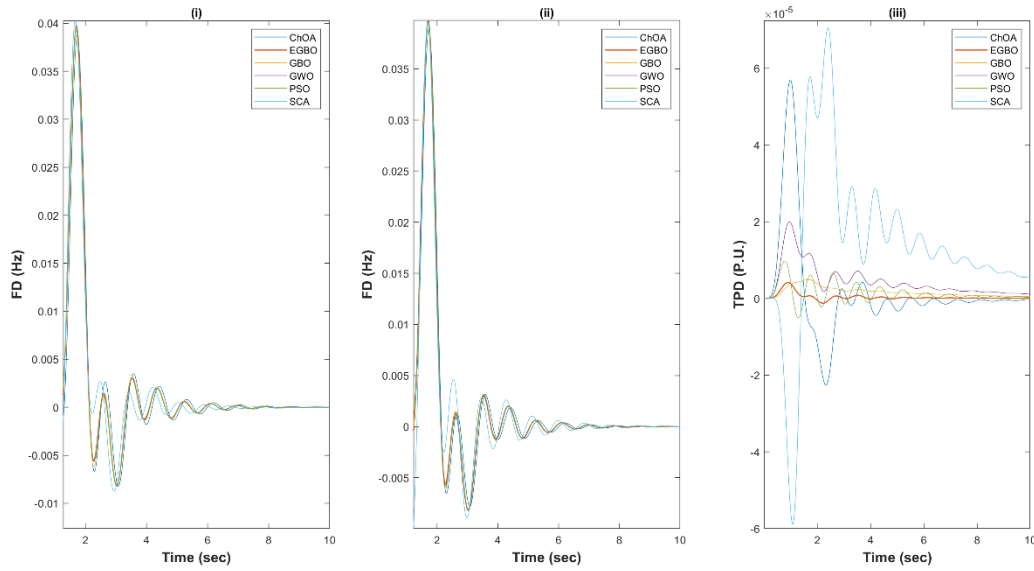 (i)
0.04
0.035
0.03
0.025
0.02
0.015
0.01
0.005
0
-0.005
-0.01
FD (Hz)
2
4
6
8
10
Time (sec)
ChOA
EGBO
GBO
GWO
PSO
SCA
(ii)
0.035
0.03
0.025
0.02
0.015
0.01
0.005
0
-0.005
FD (Hz)
2
4
6
8
10
Time (sec)
ChOA
EGBO
GBO
GWO
PSO
SCA
(iii)
×10-5
6
4
2
0
-2
-4
-6
TPD (P.U.)
0
2
4
6
8
10
Time (sec)
ChOA
EGBO
GBO
GWO
PSO
SCA